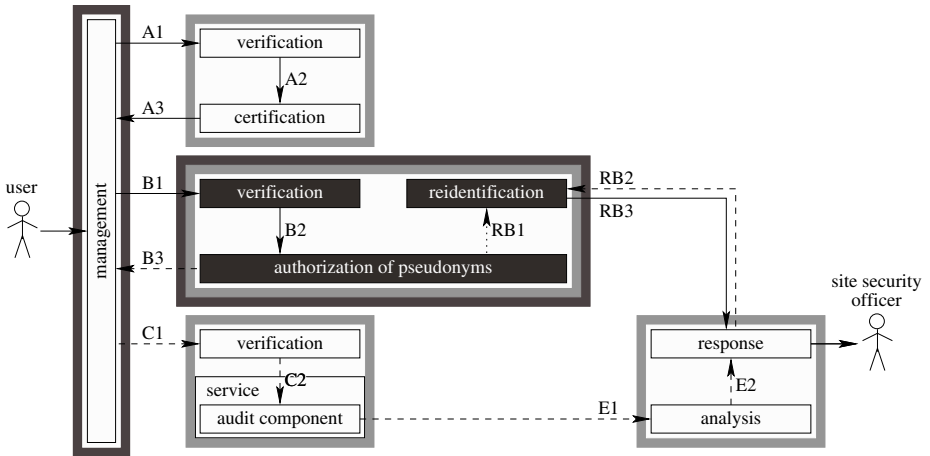 A1
verification
A2
A3
certification
user
management
B1
verification
reidentification
RB2
RB3
B2
RB1
B3
authorization of pseudonyms
site security
officer
C1
verification
response
C2
service
E2
audit component
E1
analysis